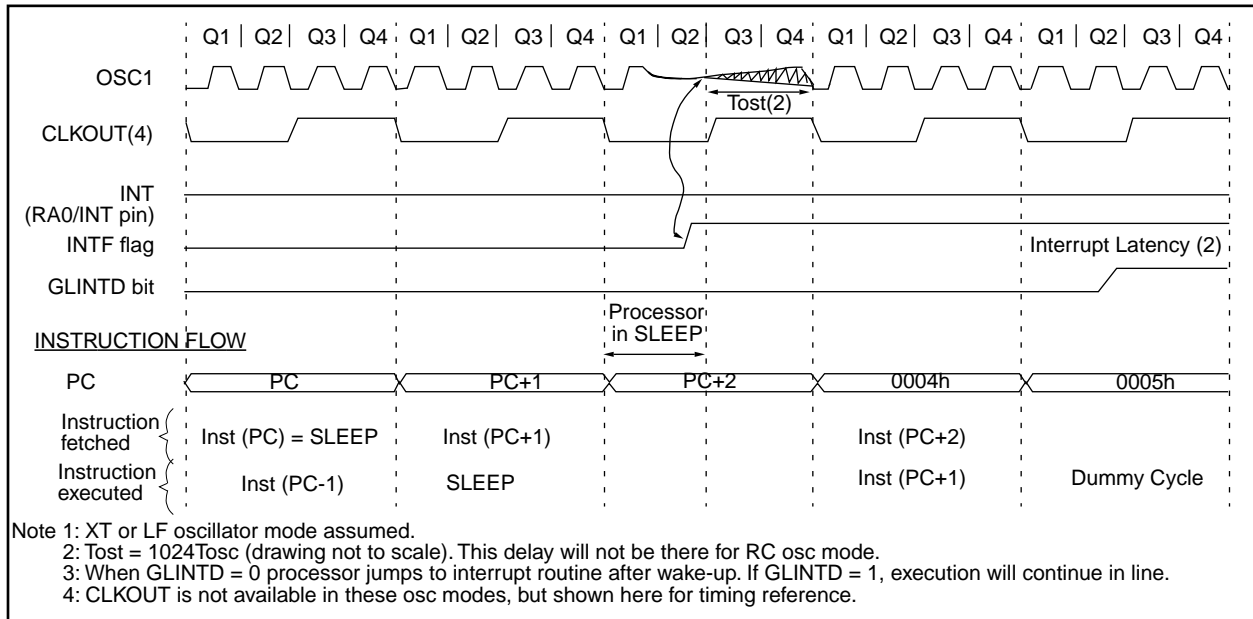 Q1 | Q2 | Q3 | Q4 Q1 | Q2 | Q3 | Q4 Q1 | Q2 | Q3 | Q4 Q1 | Q2 | Q3 | Q4 Q1 | Q2 | Q3 | Q4
OSC1
Tost(2)
CLKOUT(4)
INT
(RA0/INT pin)
INTF flag
Interrupt Latency (2)
GLINTD bit
Processor
in SLEEP
INSTRUCTION FLOW
PC PC PC+1 PC+2 0004h 0005h
Instruction
fetched
Inst (PC) = SLEEP Inst (PC+1) Inst (PC+2)
Instruction
executed
Inst (PC-1) SLEEP Inst (PC+1) Dummy Cycle
Note 1: XT or LF oscillator mode assumed.
2: Tost = 1024Tosc (drawing not to scale). This delay will not be there for RC osc mode.
3: When GLINTD = 0 processor jumps to interrupt routine after wake-up. If GLINTD = 1, execution will continue in line.
4: CLKOUT is not available in these osc modes, but shown here for timing reference.